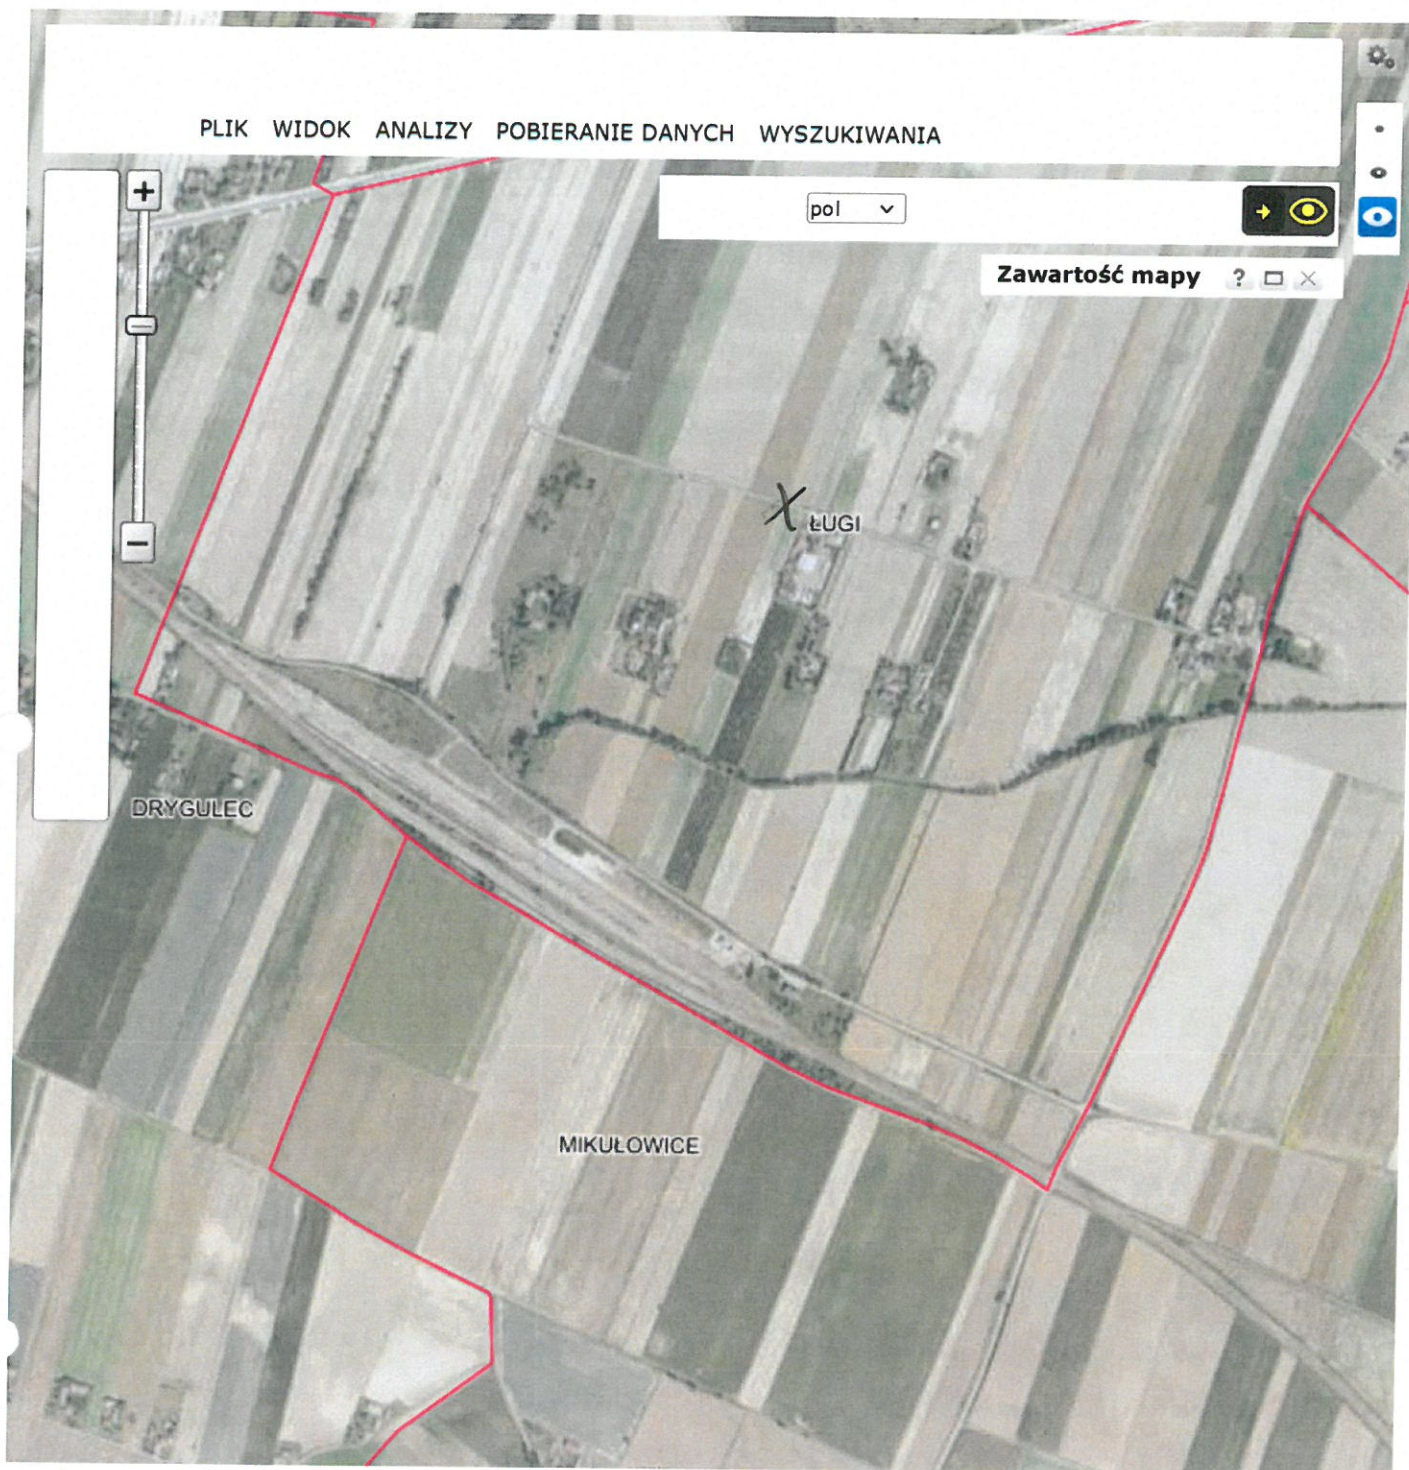 PLIK WIDOK ANALIZY POBIERANIE DANYCH WYSZUKIWANIA
pol
Zawartość mapy ?
X
ŁUGI
DRYGULEC
MIKUŁOWICE